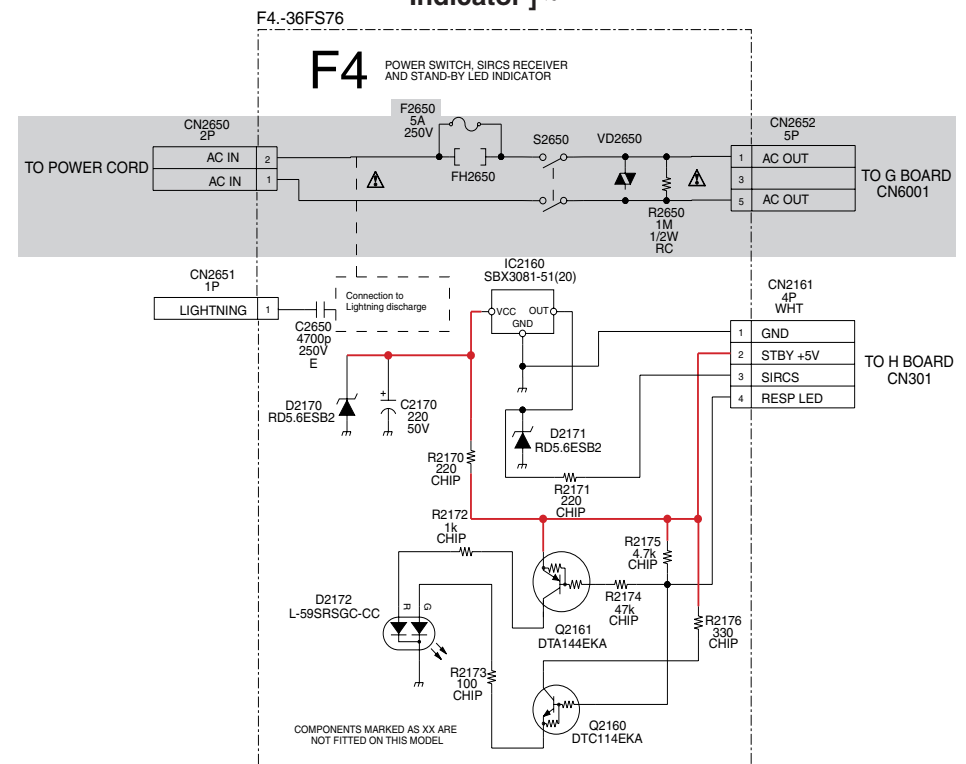 Indicator ]
F4.-36FS76
F4
POWER SWITCH, SIRCS RECEIVER
AND STAND-BY LED INDICATOR
F2650
5A
250V
CN2650
2P
TO POWER CORD
AC IN 2
AC IN 1
FH2650
S2650
VD2650
R2650
1M
1/2W
RC
CN2652
5P
1 AC OUT
3
5 AC OUT
TO G BOARD
CN6001
CN2651
1P
LIGHTNING 1
C2650
4700p
250V
E
Connection to
Lightning discharge
IC2160
SBX3081-51(20)
VCC OUT
GND
CN2161
4P
WHT
1 GND
2 STBY +5V
3 SIRCS
4 RESP LED
TO H BOARD
CN301
D2170
RD5.6ESB2
+
C2170
220
50V
D2171
RD5.6ESB2
R2170
220
CHIP
R2171
220
CHIP
R2172
1k
CHIP
R2175
4.7k
CHIP
R2174
47k
CHIP
D2172
L-59SRSGC-CC
R G
Q2161
DTA144EKA
R2176
330
CHIP
R2173
100
CHIP
Q2160
DTC114EKA
COMPONENTS MARKED AS XX ARE
NOT FITTED ON THIS MODEL